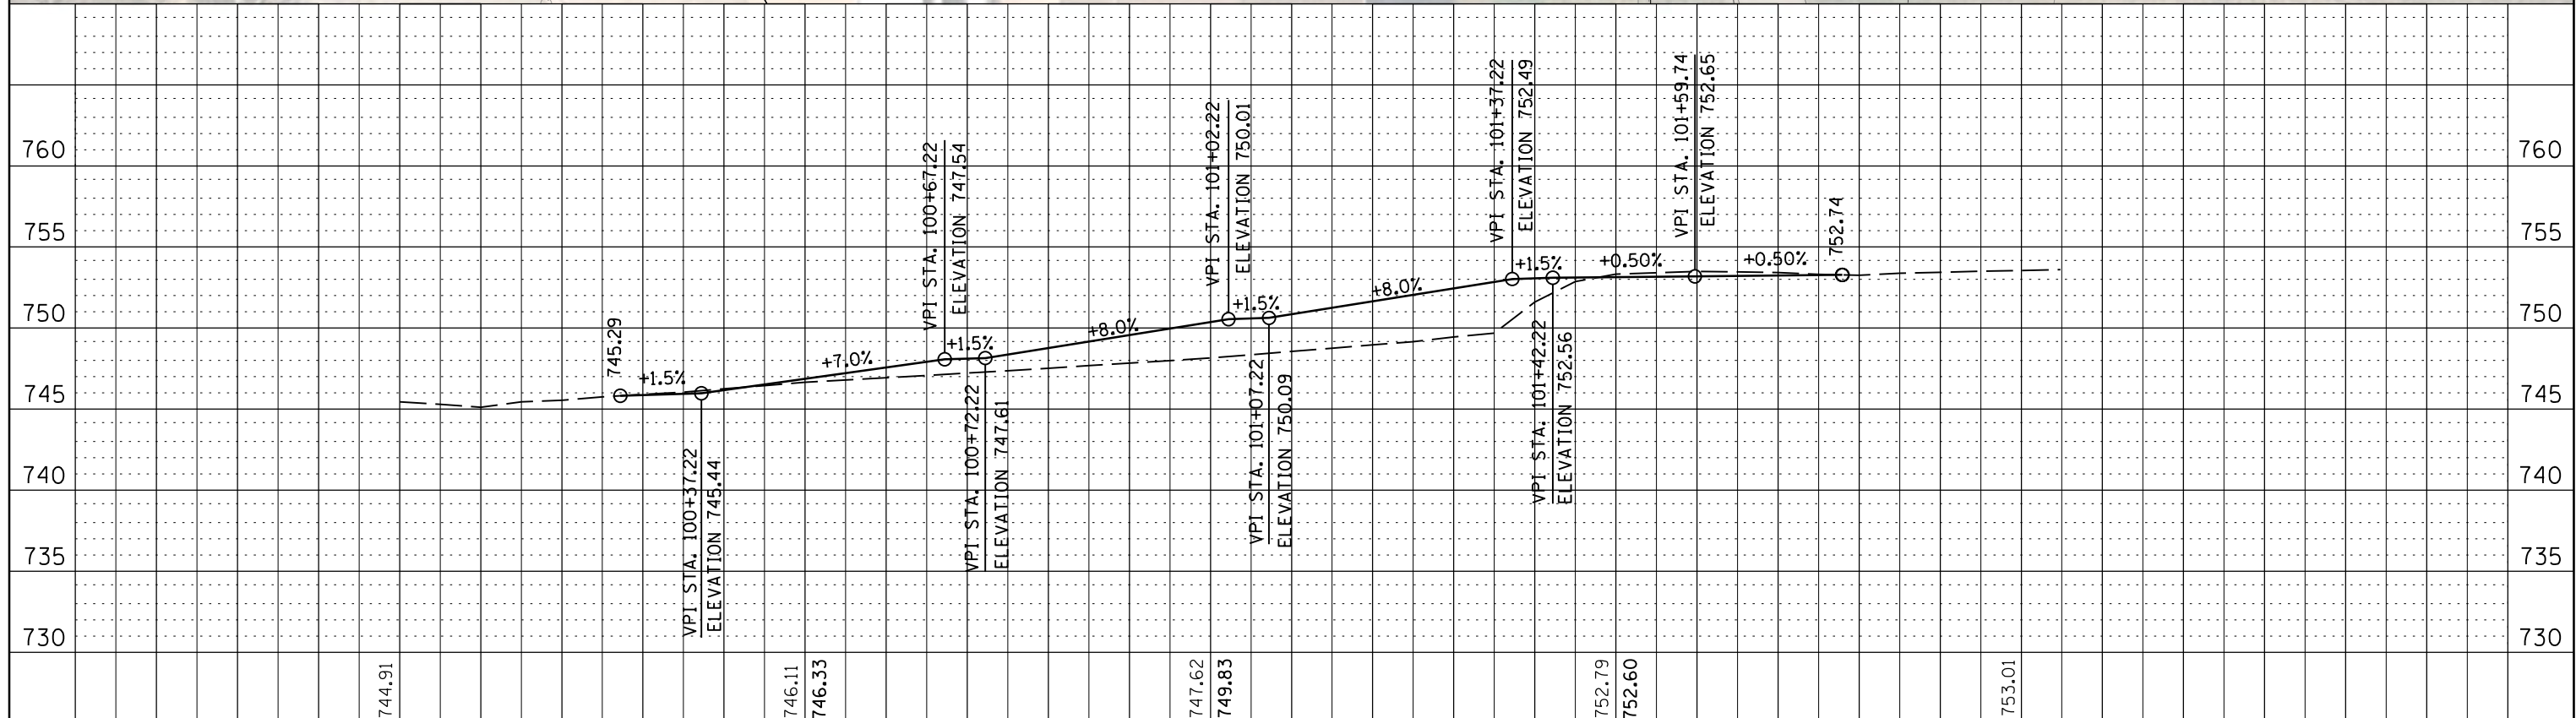 760
760
755
755
750
750
745
745
740
740
735
735
730
730
745.29
+1.5%
VPI STA. 100+37.22
ELEVATION 745.44
+7.0%
VPI STA. 100+67.22
ELEVATION 747.54
+1.5%
VPI STA. 100+72.22
ELEVATION 747.61
+8.0%
VPI STA. 101+02.22
ELEVATION 750.01
+1.5%
VPI STA. 101+07.22
ELEVATION 750.09
+8.0%
VPI STA. 101+37.22
ELEVATION 752.49
+1.5%
VPI STA. 101+42.22
ELEVATION 752.56
+0.50%
VPI STA. 101+59.74
ELEVATION 752.65
+0.50%
752.74
744.91
746.11
746.33
747.62
749.83
752.79
752.60
753.01